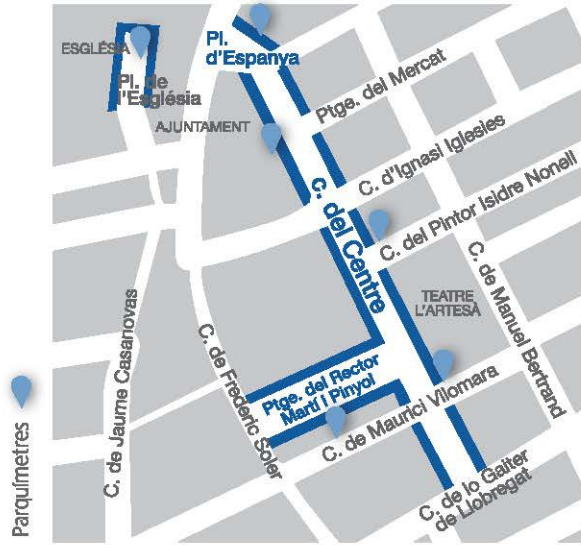 ESGLÉSIA
Pl. de
l'Església
Pl.
d'Espanya
AJUNTAMENT
Ptge. del Mercat
C. d'Ignasi Iglesies
C. del Centre
C. del Pintor Isidre Nonell
TEATRE
L'ARTESÀ
C. de Manuel Bertrand
C. de Jaume Casanovas
C. de Frederic Soler
Ptge. del Rector
Martí i Pinyol
C. de Maurici Vilomara
C. de lo Gaiter
de Llobregat
Parquímetres